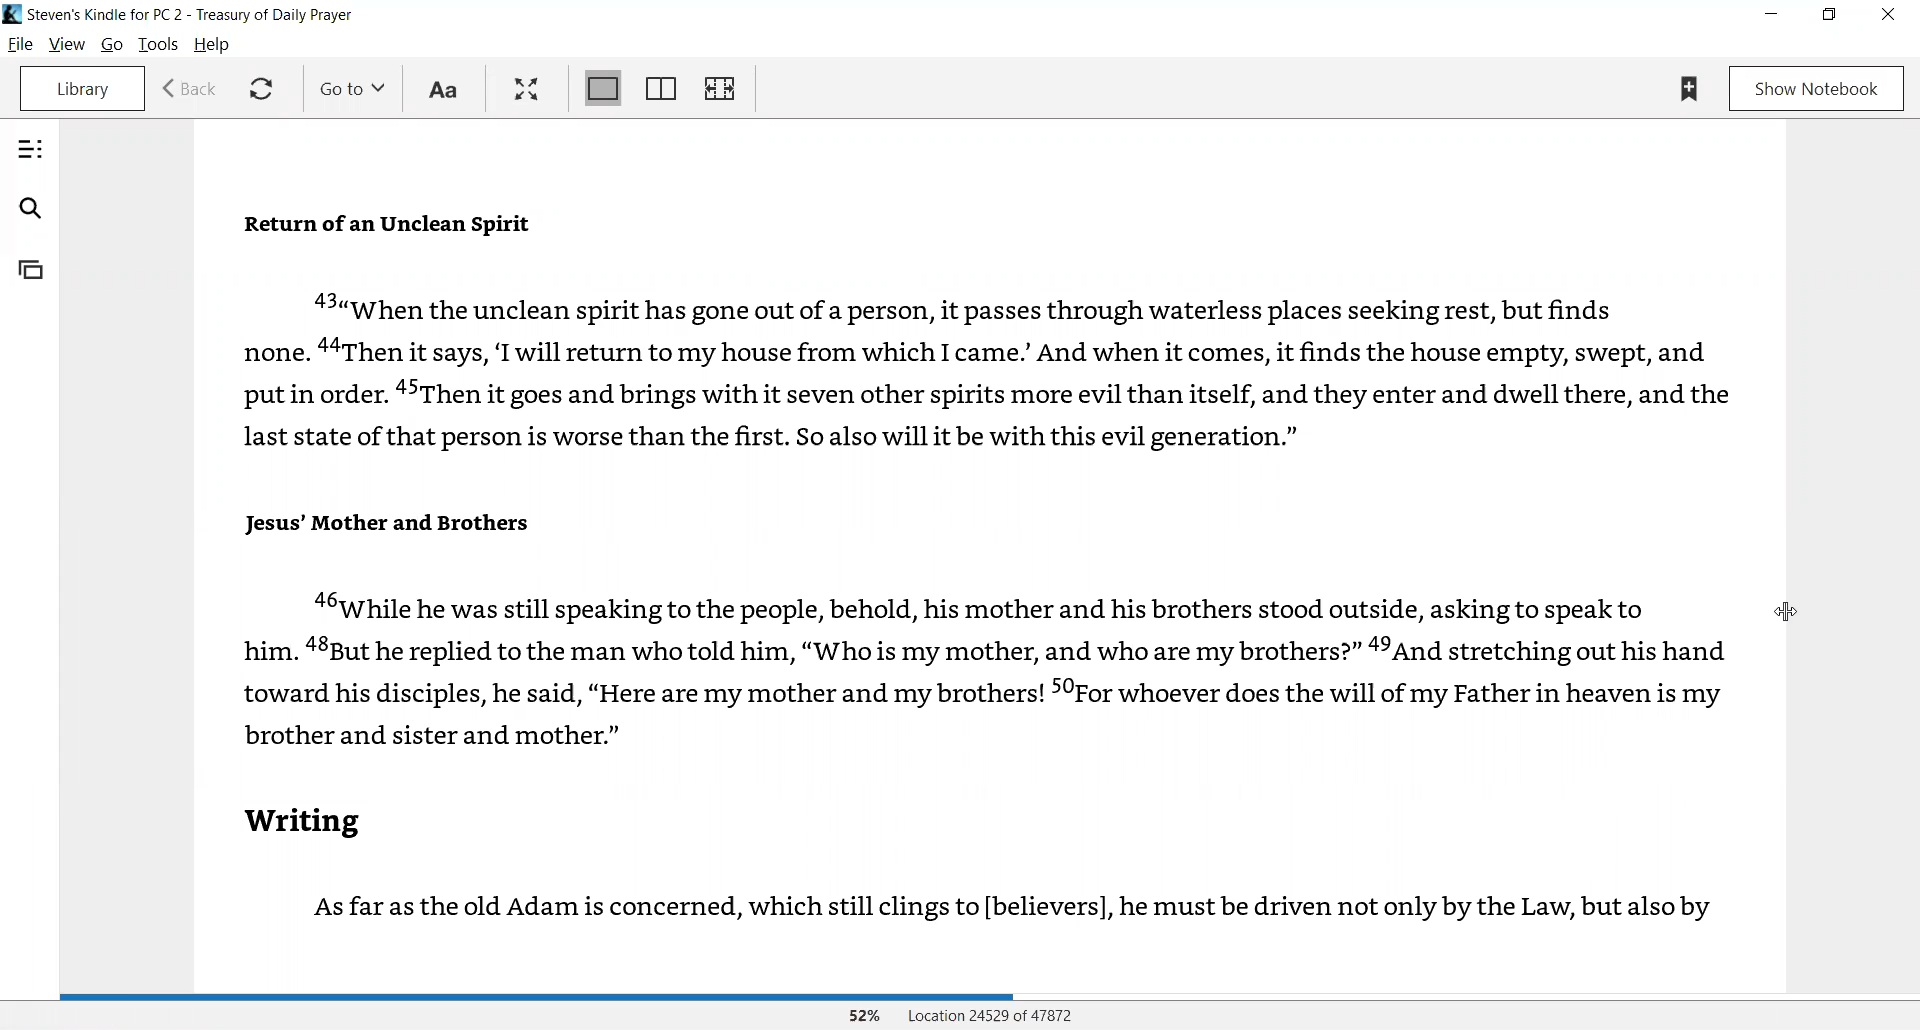 Steven's Kindle for PC 2 - Treasury of Daily Prayer
File View Go Tools Help
Library Back Go to Aa Show Notebook
Return of an Unclean Spirit
43“When the unclean spirit has gone out of a person, it passes through waterless places seeking rest, but finds
none. 44Then it says, ‘I will return to my house from which I came.’ And when it comes, it finds the house empty, swept, and
put in order. 45Then it goes and brings with it seven other spirits more evil than itself, and they enter and dwell there, and the
last state of that person is worse than the first. So also will it be with this evil generation.”
Jesus’ Mother and Brothers
46While he was still speaking to the people, behold, his mother and his brothers stood outside, asking to speak to
him. 48But he replied to the man who told him, “Who is my mother, and who are my brothers?” 49And stretching out his hand
toward his disciples, he said, “Here are my mother and my brothers! 50For whoever does the will of my Father in heaven is my
brother and sister and mother.”
Writing
As far as the old Adam is concerned, which still clings to [believers], he must be driven not only by the Law, but also by
52% Location 24529 of 47872